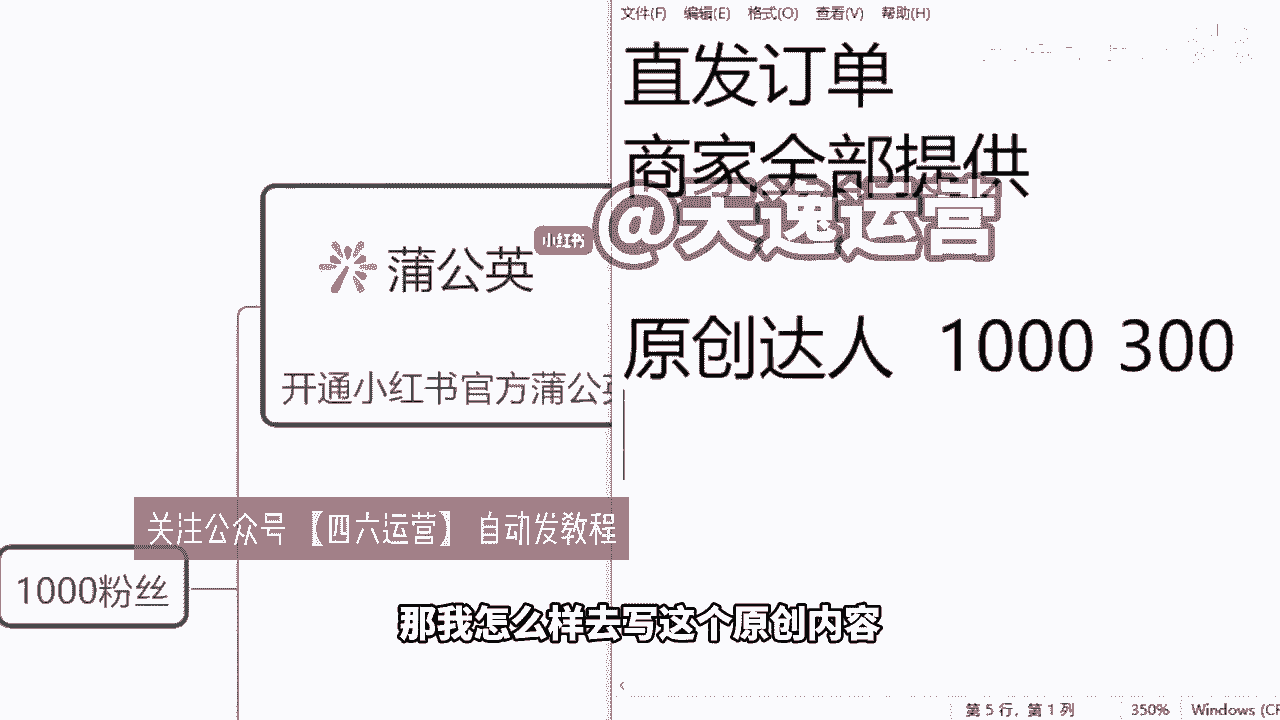 文件(F) 编辑(E) 格式(O) 查看(V) 帮助(H)
直发订单
商家全部提供
@天逸运营
小红书
蒲公英
原创达人 1000 300
开通小红书官方蒲公英
关注公众号 【四六运营】 自动发教程
1000粉丝
那我怎么样去写这个原创内容
第 5 行，第 1 列 350% Windows (CR